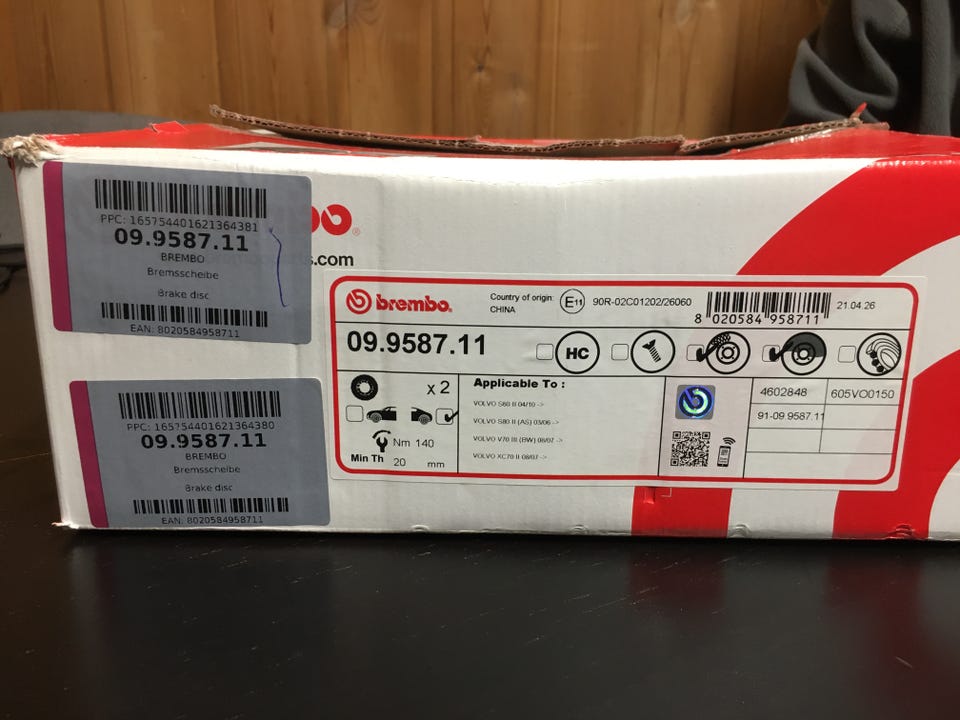 PPC: 165754401621364381
09.9587.11
BREMBO
Bremsscheibe
Brake disc
EAN: 8020584958711
PPC: 165754401621364380
09.9587.11
BREMBO
Bremsscheibe
Brake disc
EAN: 8020584958711
.com
brembo®
Country of origin:
CHINA
E11
90R-02C01202/26060
8 020584 958711
21.04.26
09.9587.11
HC
x 2
Nm 140
Min Th 20 mm
Applicable To :
VOLVO S60 II 04/10 ->
VOLVO S80 II (AS) 03/06 ->
VOLVO V70 III (BW) 08/07 ->
VOLVO XC70 II 08/07 ->
4602848 605VO0150
91-09.9587.11